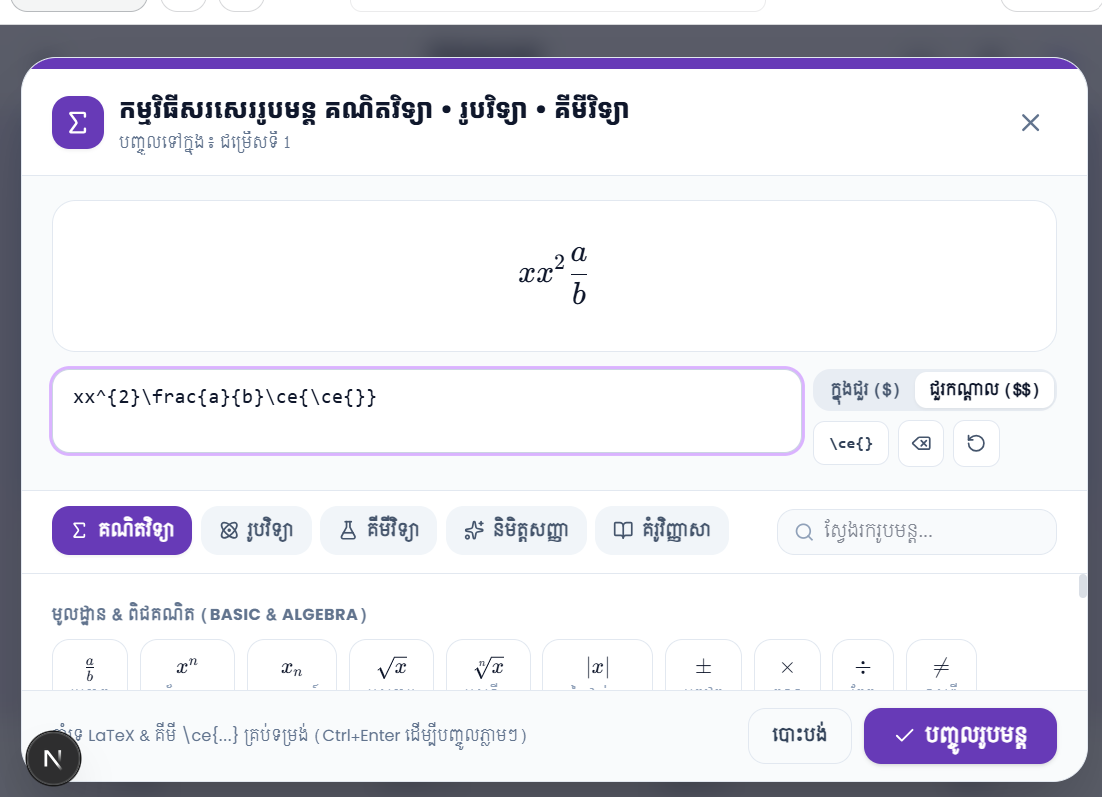 Σ កម្មវិធីសរសេររូបមន្ត គណិតវិទ្យា • រូបវិទ្យា • គីមីវិទ្យា
បញ្ចូលទៅក្នុង៖ ជម្រើសទី 1
xx² a/b
xx^{2}\frac{a}{b}\ce{\ce{}}
ក្នុងជួរ ($) ជួរកណ្តាល ($$)
\ce{}
Σ គណិតវិទ្យា រូបវិទ្យា គីមីវិទ្យា និមិត្តសញ្ញា គំរូវិញ្ញាសា ស្វែងរករូបមន្ត...
មូលដ្ឋាន & ពិជគណិត (BASIC & ALGEBRA)
a/b xⁿ xₙ √x ⁿ√x |x| ± × ÷ ≠
LaTeX & គីមី \ce{...} គ្រប់ទម្រង់ (Ctrl+Enter ដើម្បីបញ្ចូលភ្លាមៗ)
បោះបង់ បញ្ចូលរូបមន្ត
N